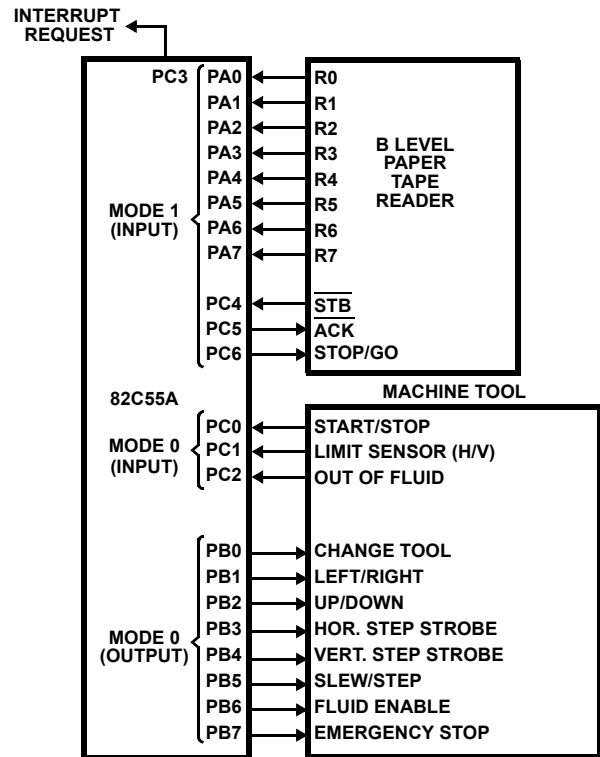 INTERRUPT
REQUEST
PC3 PA0 R0
PA1 R1
PA2 R2
PA3 R3
PA4 R4
PA5 R5
PA6 R6
PA7 R7
B LEVEL
PAPER
TAPE
READER
MODE 1
(INPUT)
PC4 STB
PC5 ACK
PC6 STOP/GO
82C55A
MACHINE TOOL
MODE 0
(INPUT)
PC0 START/STOP
PC1 LIMIT SENSOR (H/V)
PC2 OUT OF FLUID
MODE 0
(OUTPUT)
PB0 CHANGE TOOL
PB1 LEFT/RIGHT
PB2 UP/DOWN
PB3 HOR. STEP STROBE
PB4 VERT. STEP STROBE
PB5 SLEW/STEP
PB6 FLUID ENABLE
PB7 EMERGENCY STOP